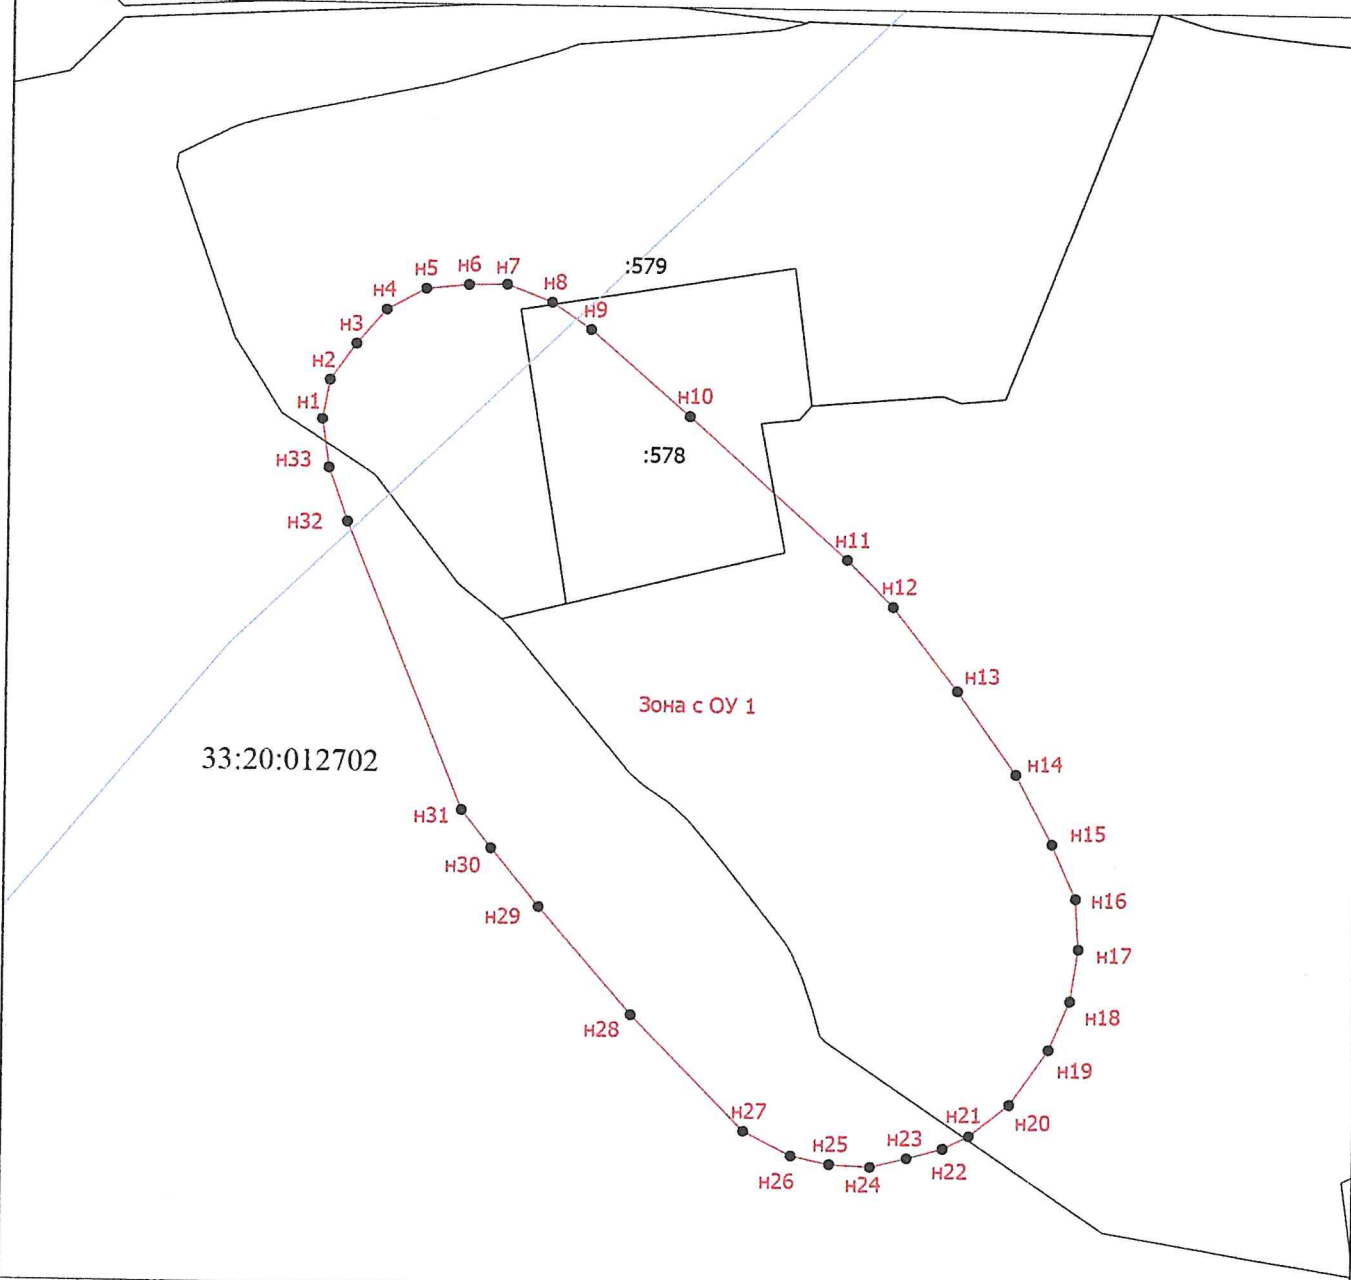 :579
н7
н6
н5
н8
н4
н9
н3
н2
н10
н1
:578
н33
н32
н11
н12
н13
Зона с ОУ 1
33:20:012702
н14
н31
н15
н30
н16
н29
н17
н18
н28
н19
н27
н20
н21
н23
н25
н22
н26
н24